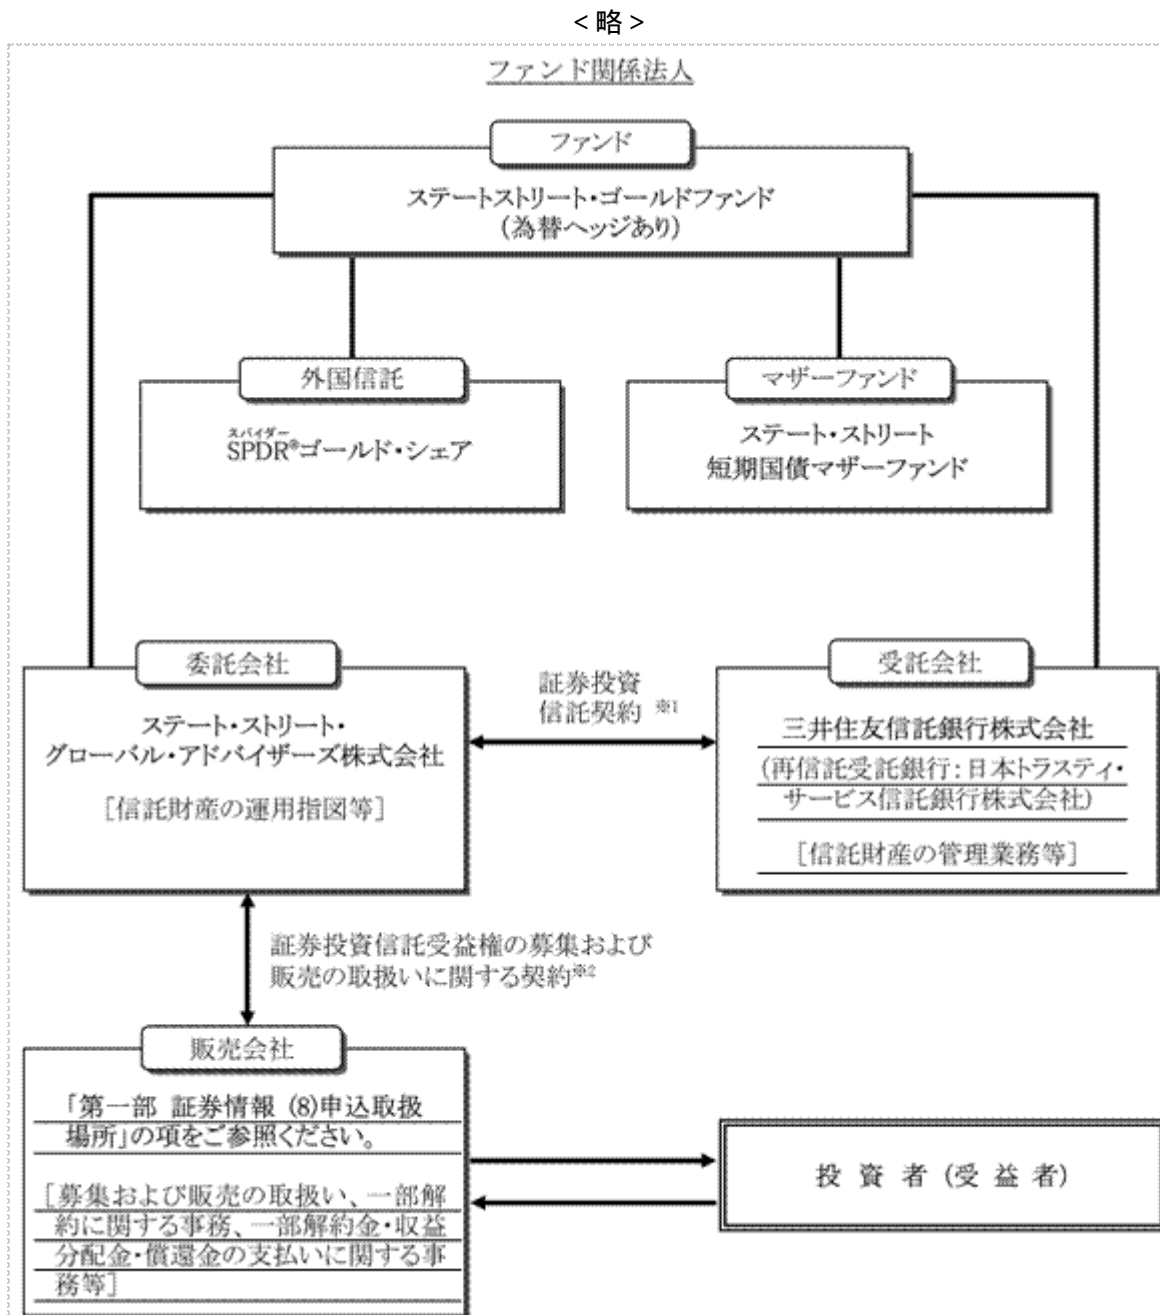 <略>
ファンド関係法人
ファンド
ステートストリート・ゴールドファンド
(為替ヘッジあり)
外国信託
スパイダー
SPDR®ゴールド・シェア
マザーファンド
ステート・ストリート
短期国債マザーファンド
委託会社
ステート・ストリート・
グローバル・アドバイザーズ株式会社
[信託財産の運用指図等]
証券投資
信託契約 ※1
受託会社
三井住友信託銀行株式会社
(再信託受託銀行:日本トラスティ・
サービス信託銀行株式会社)
[信託財産の管理業務等]
証券投資信託受益権の募集および
販売の取扱いに関する契約※2
販売会社
「第一部 証券情報 (8)申込取扱
場所」の項をご参照ください。
[募集および販売の取扱い、一部解
約に関する事務、一部解約金・収益
分配金・償還金の支払いに関する事
務等]
投資者(受益者)